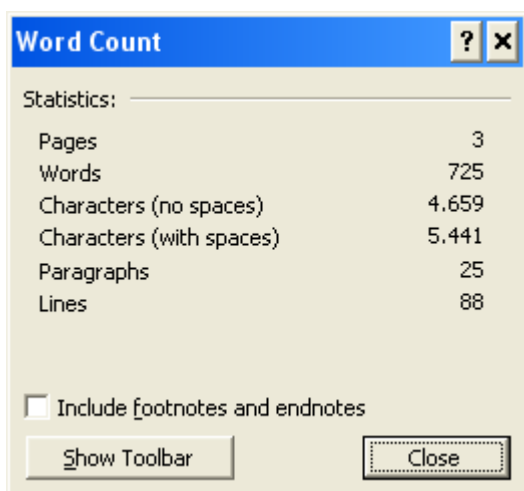 Word Count
Statistics:
Pages 3
Words 725
Characters (no spaces) 4.659
Characters (with spaces) 5.441
Paragraphs 25
Lines 88
Include footnotes and endnotes
Show Toolbar Close